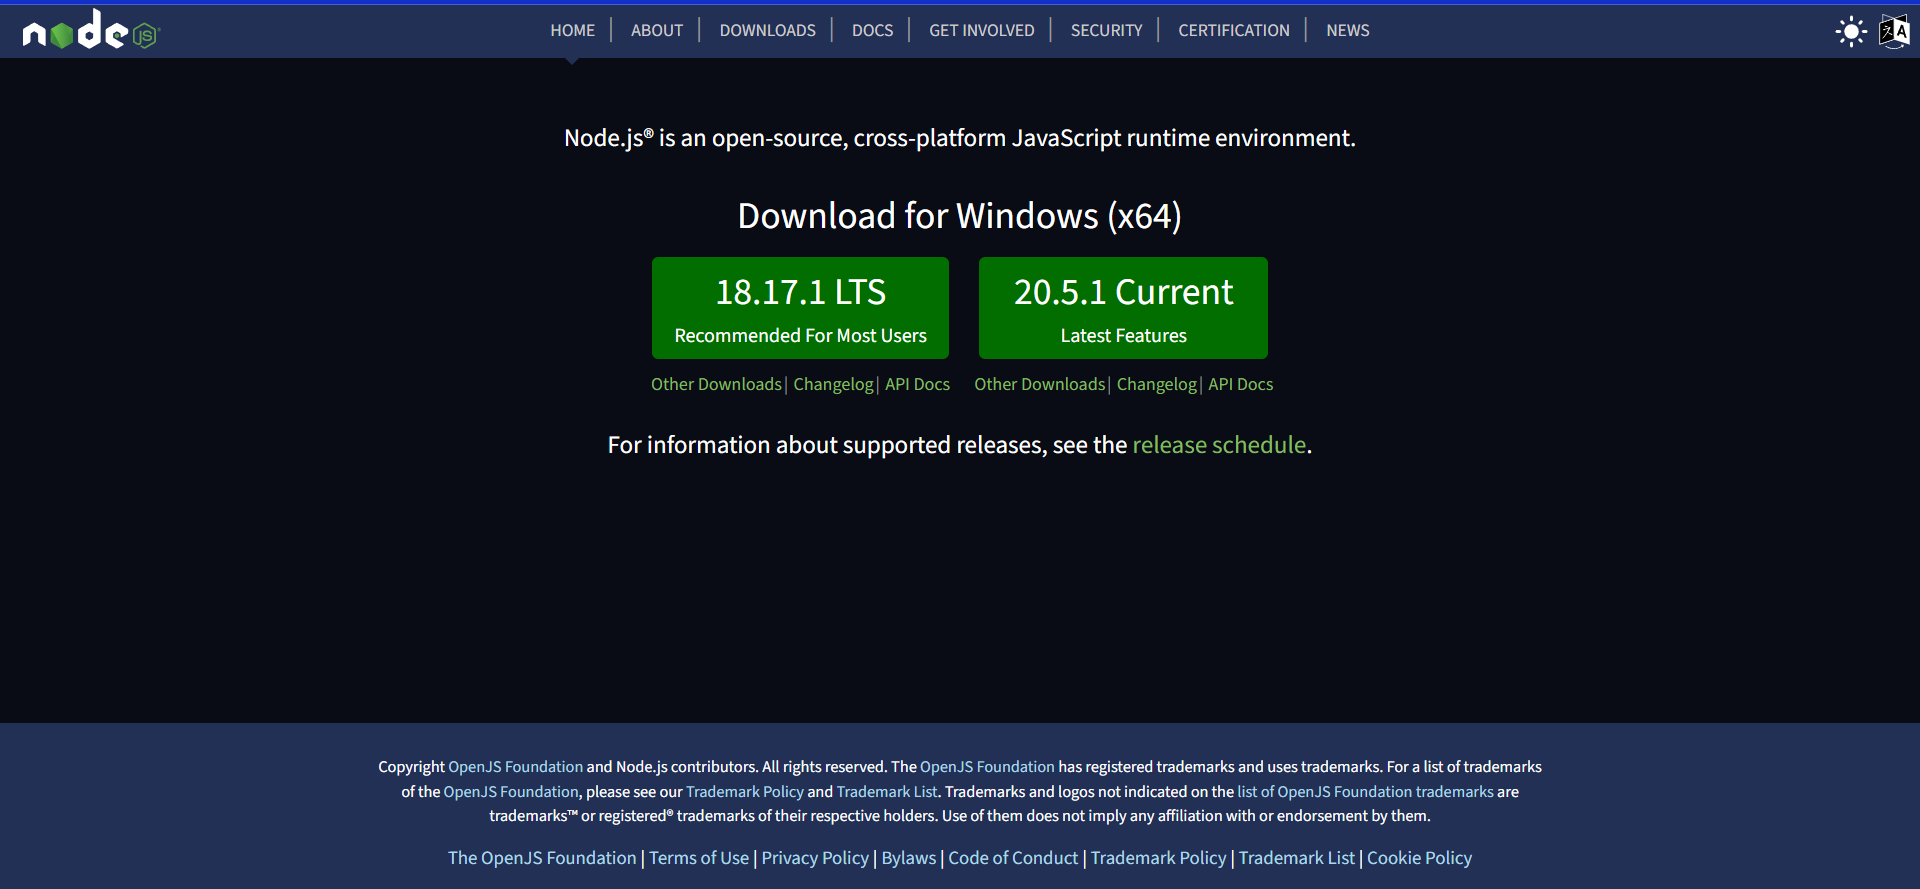 node JS
HOME | ABOUT | DOWNLOADS | DOCS | GET INVOLVED | SECURITY | CERTIFICATION | NEWS
Node.js® is an open-source, cross-platform JavaScript runtime environment.
Download for Windows (x64)
18.17.1 LTS
Recommended For Most Users
20.5.1 Current
Latest Features
Other Downloads | Changelog | API Docs
Other Downloads | Changelog | API Docs
For information about supported releases, see the release schedule.
Copyright OpenJS Foundation and Node.js contributors. All rights reserved. The OpenJS Foundation has registered trademarks and uses trademarks. For a list of trademarks
of the OpenJS Foundation, please see our Trademark Policy and Trademark List. Trademarks and logos not indicated on the list of OpenJS Foundation trademarks are
trademarks™ or registered® trademarks of their respective holders. Use of them does not imply any affiliation with or endorsement by them.
The OpenJS Foundation | Terms of Use | Privacy Policy | Bylaws | Code of Conduct | Trademark Policy | Trademark List | Cookie Policy